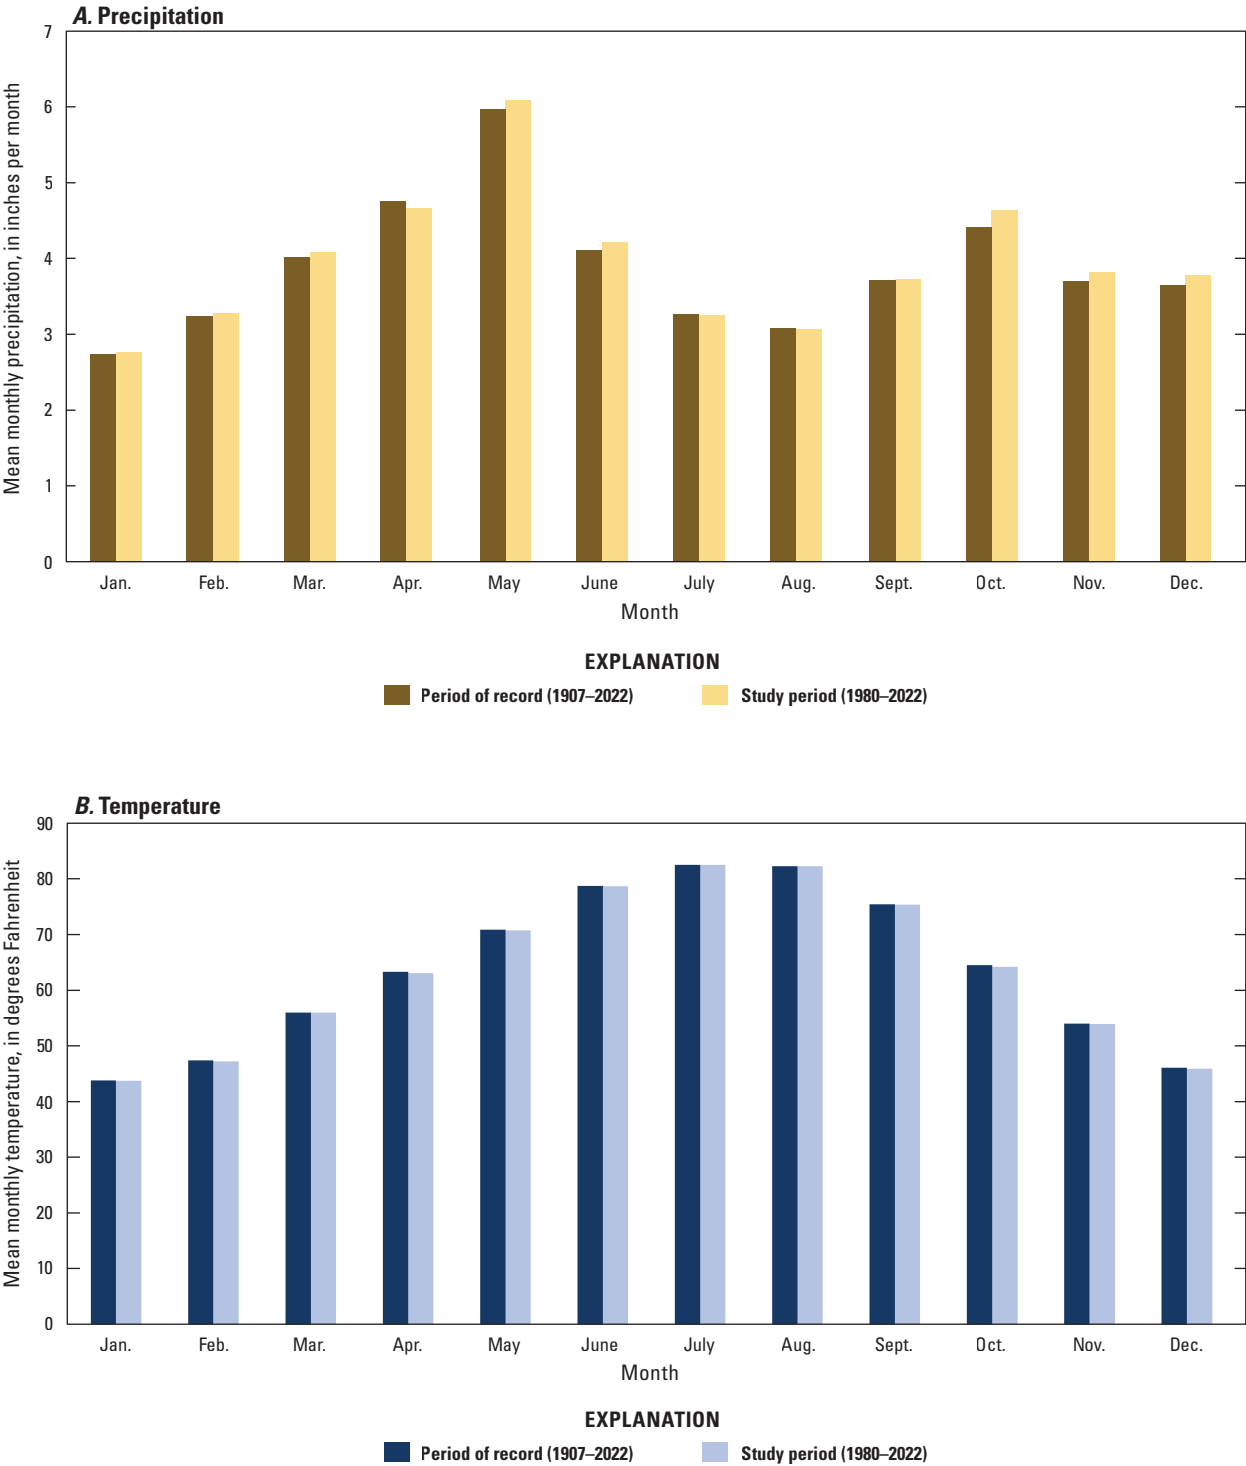 A. Precipitation
Mean monthly precipitation, in inches per month
7
6
5
4
3
2
1
0
Jan. Feb. Mar. Apr. May June July Aug. Sept. Oct. Nov. Dec.
Month
EXPLANATION
Period of record (1907–2022) Study period (1980–2022)
B. Temperature
Mean monthly temperature, in degrees Fahrenheit
90
80
70
60
50
40
30
20
10
0
Jan. Feb. Mar. Apr. May June July Aug. Sept. Oct. Nov. Dec.
Month
EXPLANATION
Period of record (1907–2022) Study period (1980–2022)